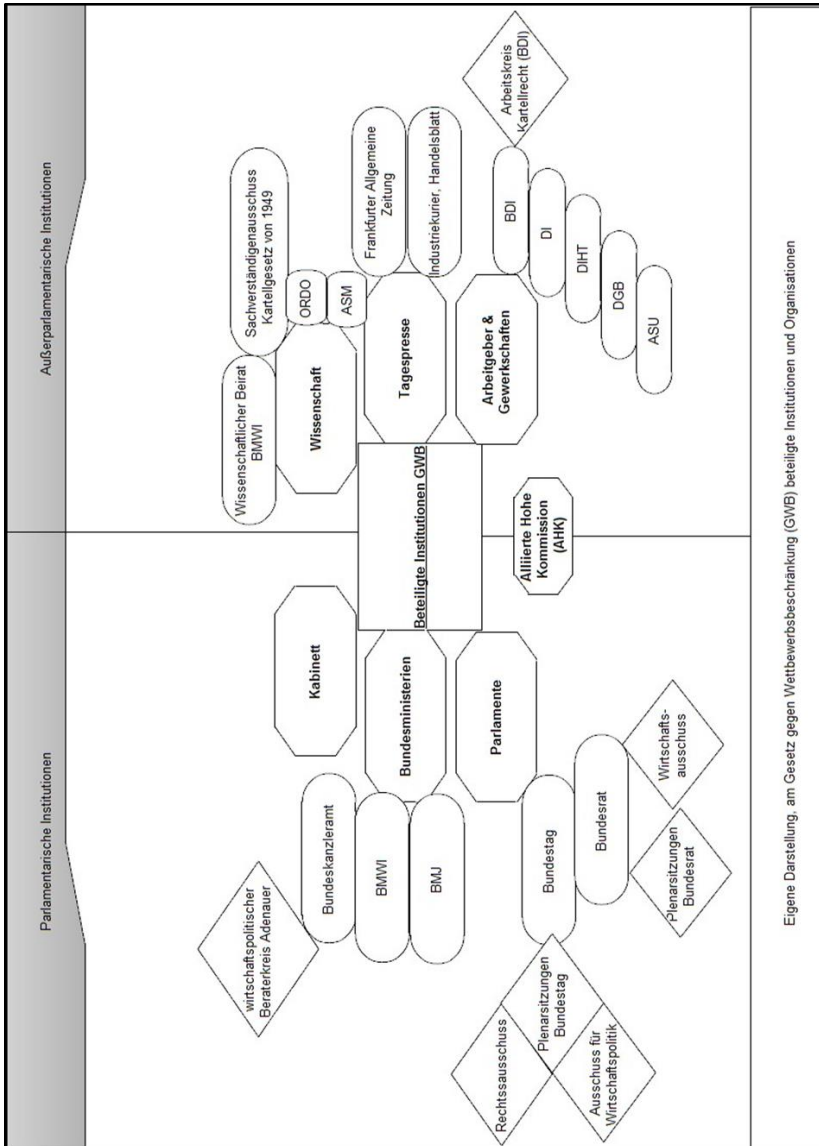 Parlamentarische Institutionen
Außerparlamentarische Institutionen
wirtschaftspolitischer
Beraterkreis Adenauer
Bundeskanzleramt
BMWI
BMJ
Kabinett
Bundesministerien
Parlamente
Bundestag
Bundesrat
Rechtssausschuss
Plenarsitzungen
Bundestag
Ausschuss für
Wirtschaftspolitik
Plenarsitzungen
Bundesrat
Wirtschafts-
ausschuss
Beteiligte Institutionen GWB
Alliierte Hohe
Kommission
(AHK)
Wissenschaftlicher Beirat
BMWI
Sachverständigenausschuss
Kartellgesetz von 1949
ORDO
ASM
Wissenschaft
Tagespresse
Frankfurter Allgemeine
Zeitung
Industriekurier, Handelsblatt
Arbeitgeber &
Gewerkschaften
BDI
DI
DIHT
DGB
ASU
Arbeitskreis
Kartellrecht (BDI)
Eigene Darstellung, am Gesetz gegen Wettbewerbsbeschränkung (GWB) beteiligte Institutionen und Organisationen